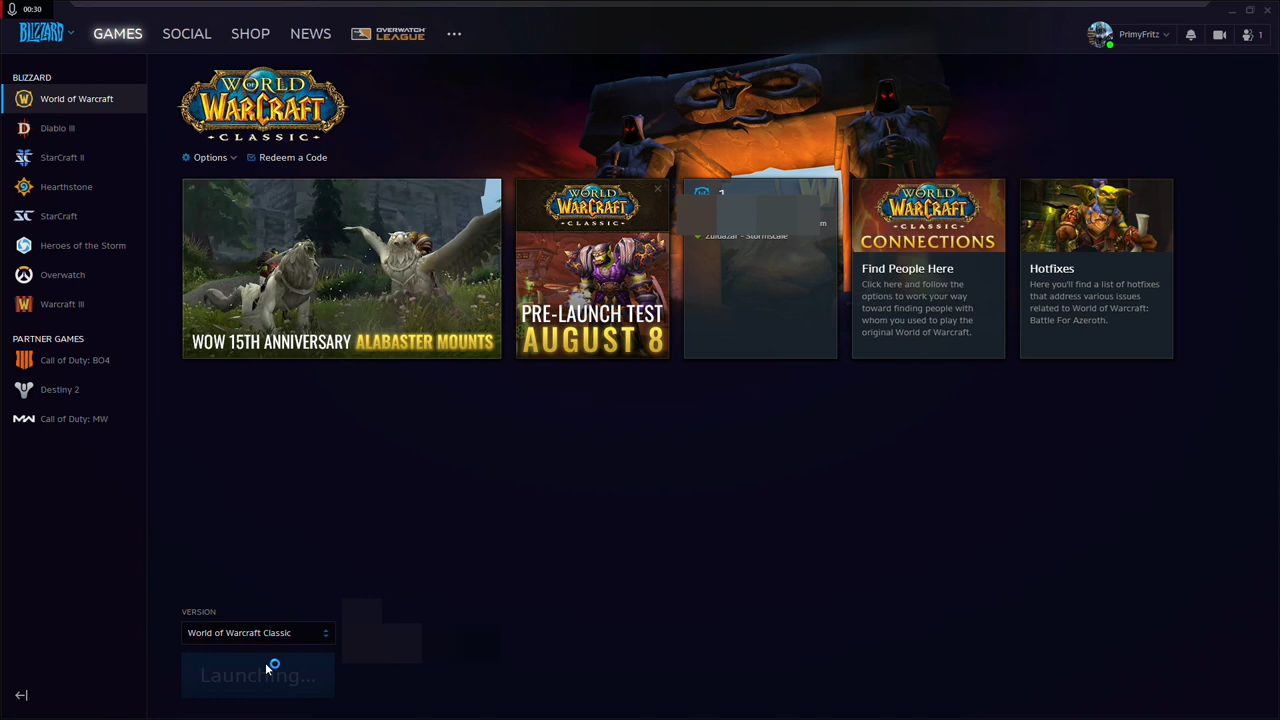 00:30
BLIZZARD
GAMES
SOCIAL
SHOP
NEWS
OVERWATCH
LEAGUE
PrimyFritz
1
BLIZZARD
World of Warcraft
Diablo III
StarCraft II
Hearthstone
StarCraft
Heroes of the Storm
Overwatch
Warcraft III
PARTNER GAMES
Call of Duty: BO4
Destiny 2
Call of Duty: MW
WORLD OF WARCRAFT
CLASSIC
Options
Redeem a Code
WOW 15TH ANNIVERSARY ALABASTER MOUNTS
WORLD OF WARCRAFT
CLASSIC
PRE-LAUNCH TEST
AUGUST 8
1
m
Zuldazar - Stormscale
WORLD OF WARCRAFT
CLASSIC
CONNECTIONS
Find People Here
Click here and follow the
options to work your way
toward finding people with
whom you used to play the
original World of Warcraft.
Hotfixes
Here you'll find a list of hotfixes
that address various issues
related to World of Warcraft:
Battle For Azeroth.
VERSION
World of Warcraft Classic
Launching...